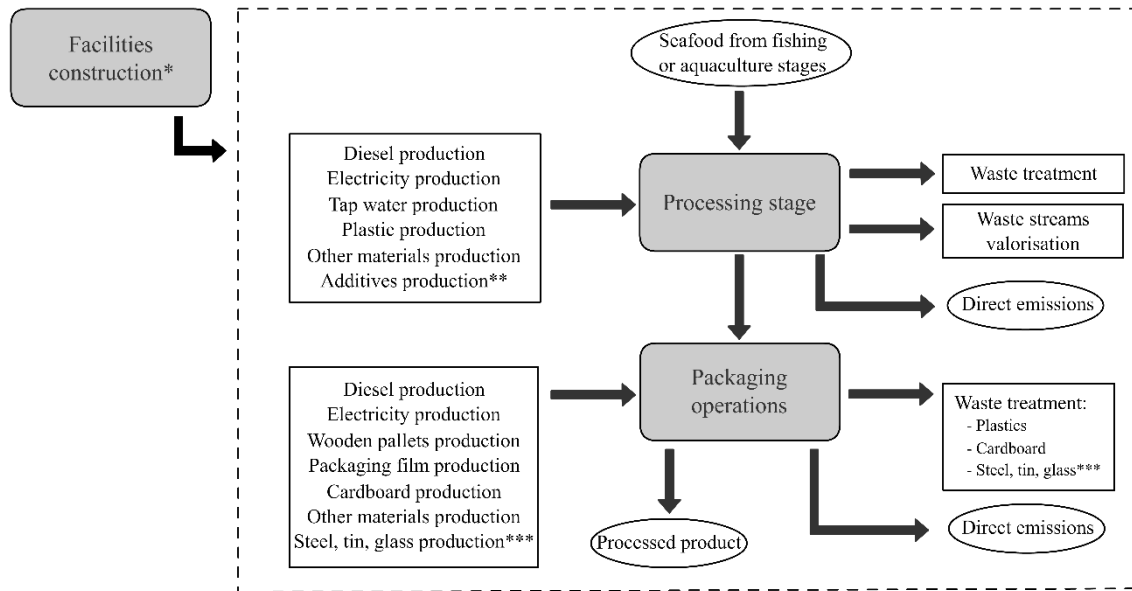 Facilities
construction*
Seafood from fishing
or aquaculture stages
Diesel production
Electricity production
Tap water production
Plastic production
Other materials production
Additives production**
Processing stage
Waste treatment
Waste streams
valorisation
Direct emissions
Diesel production
Electricity production
Wooden pallets production
Packaging film production
Cardboard production
Other materials production
Steel, tin, glass production***
Packaging
operations
Waste treatment:
- Plastics
- Cardboard
- Steel, tin, glass***
Processed product
Direct emissions